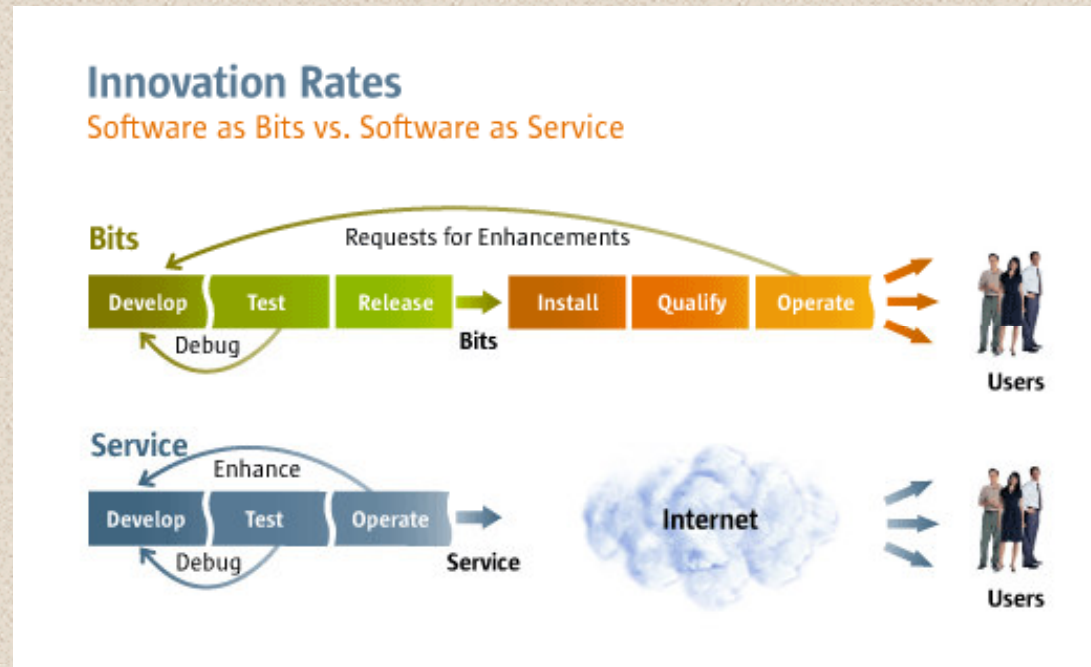 Innovation Rates
Software as Bits vs. Software as Service
Bits
Requests for Enhancements
Develop
Test
Release
Install
Qualify
Operate
Debug
Bits
Users
Service
Enhance
Develop
Test
Operate
Internet
Debug
Service
Users